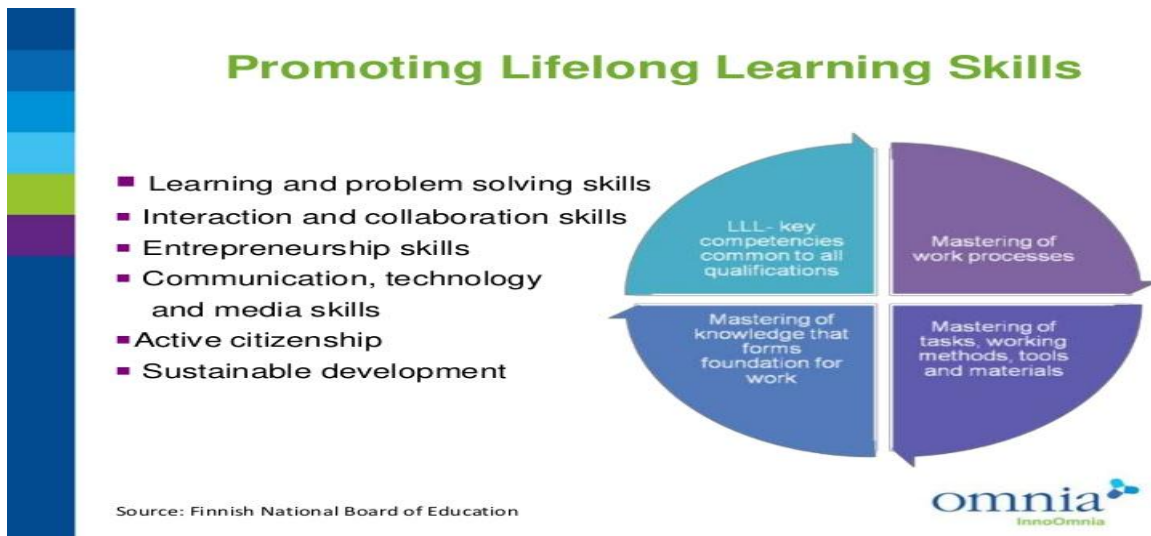 Promoting Lifelong Learning Skills
Learning and problem solving skills
Interaction and collaboration skills
Entrepreneurship skills
Communication, technology
and media skills
Active citizenship
Sustainable development
LLL- key
competencies
common to all
qualifications
Mastering of
work processes
Mastering of
knowledge that
forms
foundation for
work
Mastering of
tasks, working
methods, tools
and materials
Source: Finnish National Board of Education
omnia
InnoOmnia